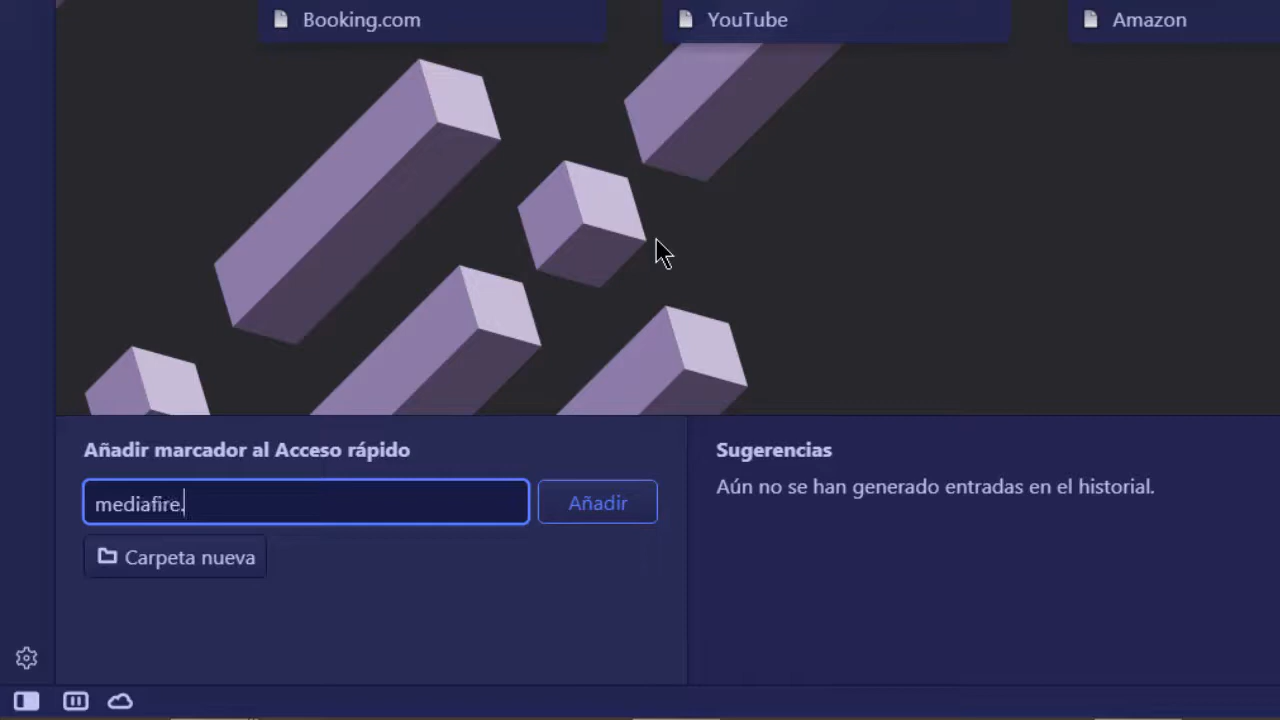 Booking.com
YouTube
Amazon
Añadir marcador al Acceso rápido
mediafire.
Añadir
Carpeta nueva
Sugerencias
Aún no se han generado entradas en el historial.